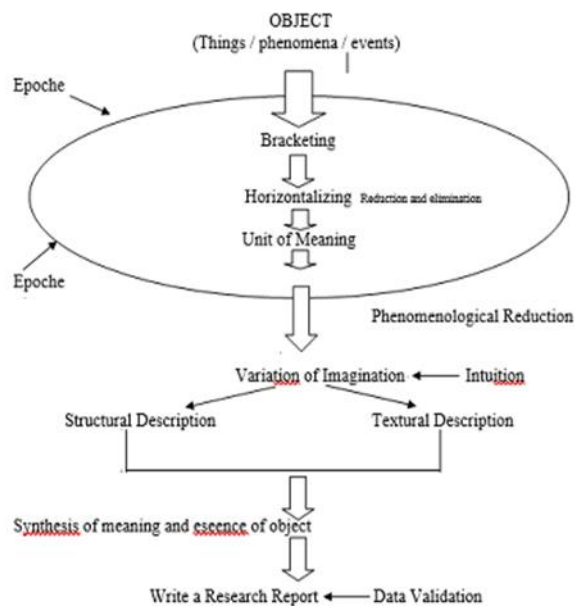 OBJECT
(Things / phenomena / events)
Epoche
Bracketing
Horizontalizing Reduction and elimination
Unit of Meaning
Epoche
Phenomenological Reduction
Variation of Imagination
Intuition
Structural Description
Textural Description
Synthesis of meaning and eseence of object
Write a Research Report
Data Validation